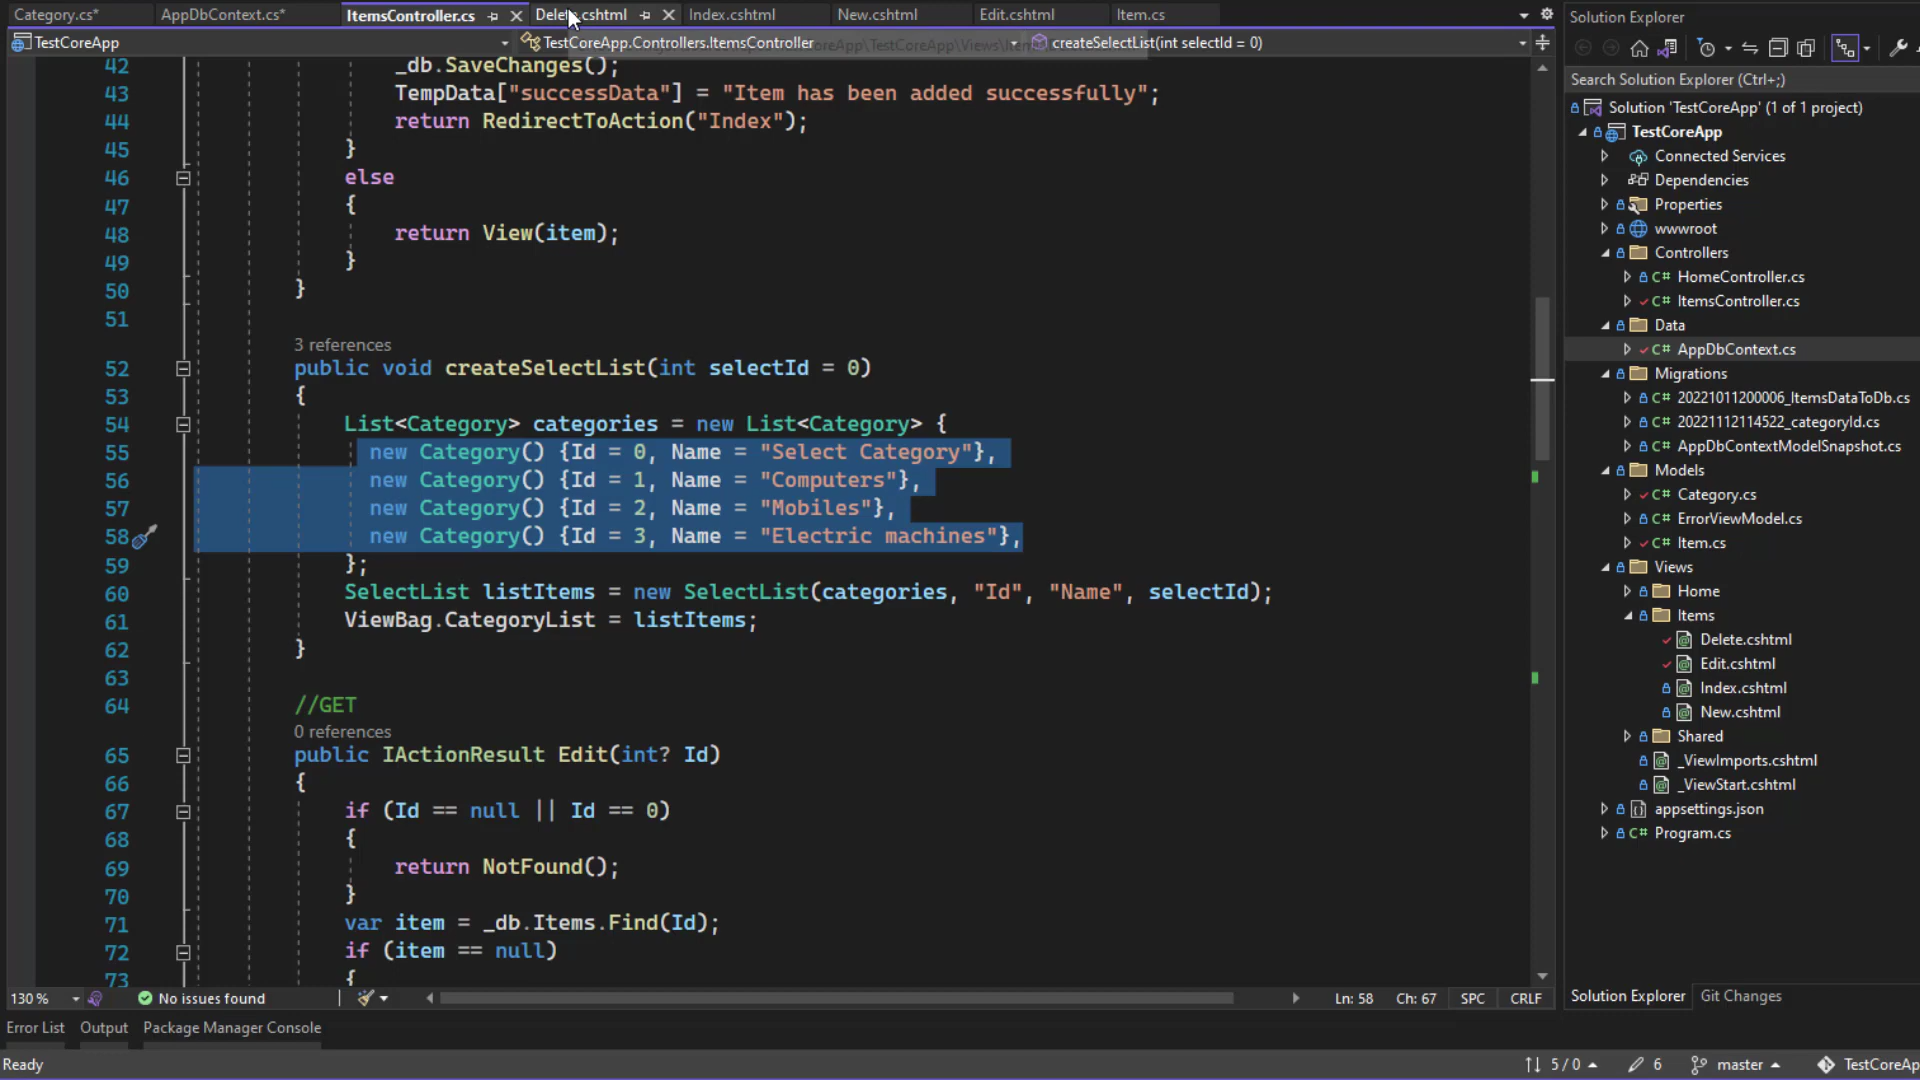 Category.cs*
AppDbContext.cs*
ItemsController.cs
Delete.cshtml
Index.cshtml
New.cshtml
Edit.cshtml
Item.cs
TestCoreApp
TestCoreApp.Controllers.ItemsController
createSelectList(int selectId = 0)
42 _db.SaveChanges();
43 TempData["successData"] = "Item has been added successfully";
44 return RedirectToAction("Index");
45 }
46 else
47 {
48 return View(item);
49 }
50 }
51
3 references
52 public void createSelectList(int selectId = 0)
53 {
54 List<Category> categories = new List<Category> {
55 new Category() {Id = 0, Name = "Select Category"},
56 new Category() {Id = 1, Name = "Computers"},
57 new Category() {Id = 2, Name = "Mobiles"},
58 new Category() {Id = 3, Name = "Electric machines"},
59 };
60 SelectList listItems = new SelectList(categories, "Id", "Name", selectId);
61 ViewBag.CategoryList = listItems;
62 }
63
64 //GET
0 references
65 public IActionResult Edit(int? Id)
66 {
67 if (Id == null || Id == 0)
68 {
69 return NotFound();
70 }
71 var item = _db.Items.Find(Id);
72 if (item == null)
73 {
130 %
No issues found
Ln: 58
Ch: 67
SPC
CRLF
Error List
Output
Package Manager Console
Ready
Solution Explorer
Search Solution Explorer (Ctrl+;)
Solution 'TestCoreApp' (1 of 1 project)
TestCoreApp
Connected Services
Dependencies
Properties
wwwroot
Controllers
C# HomeController.cs
C# ItemsController.cs
Data
C# AppDbContext.cs
Migrations
C# 20221011200006_ItemsDataToDb.cs
C# 20221112114522_categoryId.cs
C# AppDbContextModelSnapshot.cs
Models
C# Category.cs
C# ErrorViewModel.cs
C# Item.cs
Views
Home
Items
Delete.cshtml
Edit.cshtml
Index.cshtml
New.cshtml
Shared
_ViewImports.cshtml
_ViewStart.cshtml
appsettings.json
C# Program.cs
Solution Explorer
Git Changes
5 / 0
6
master
TestCoreAp